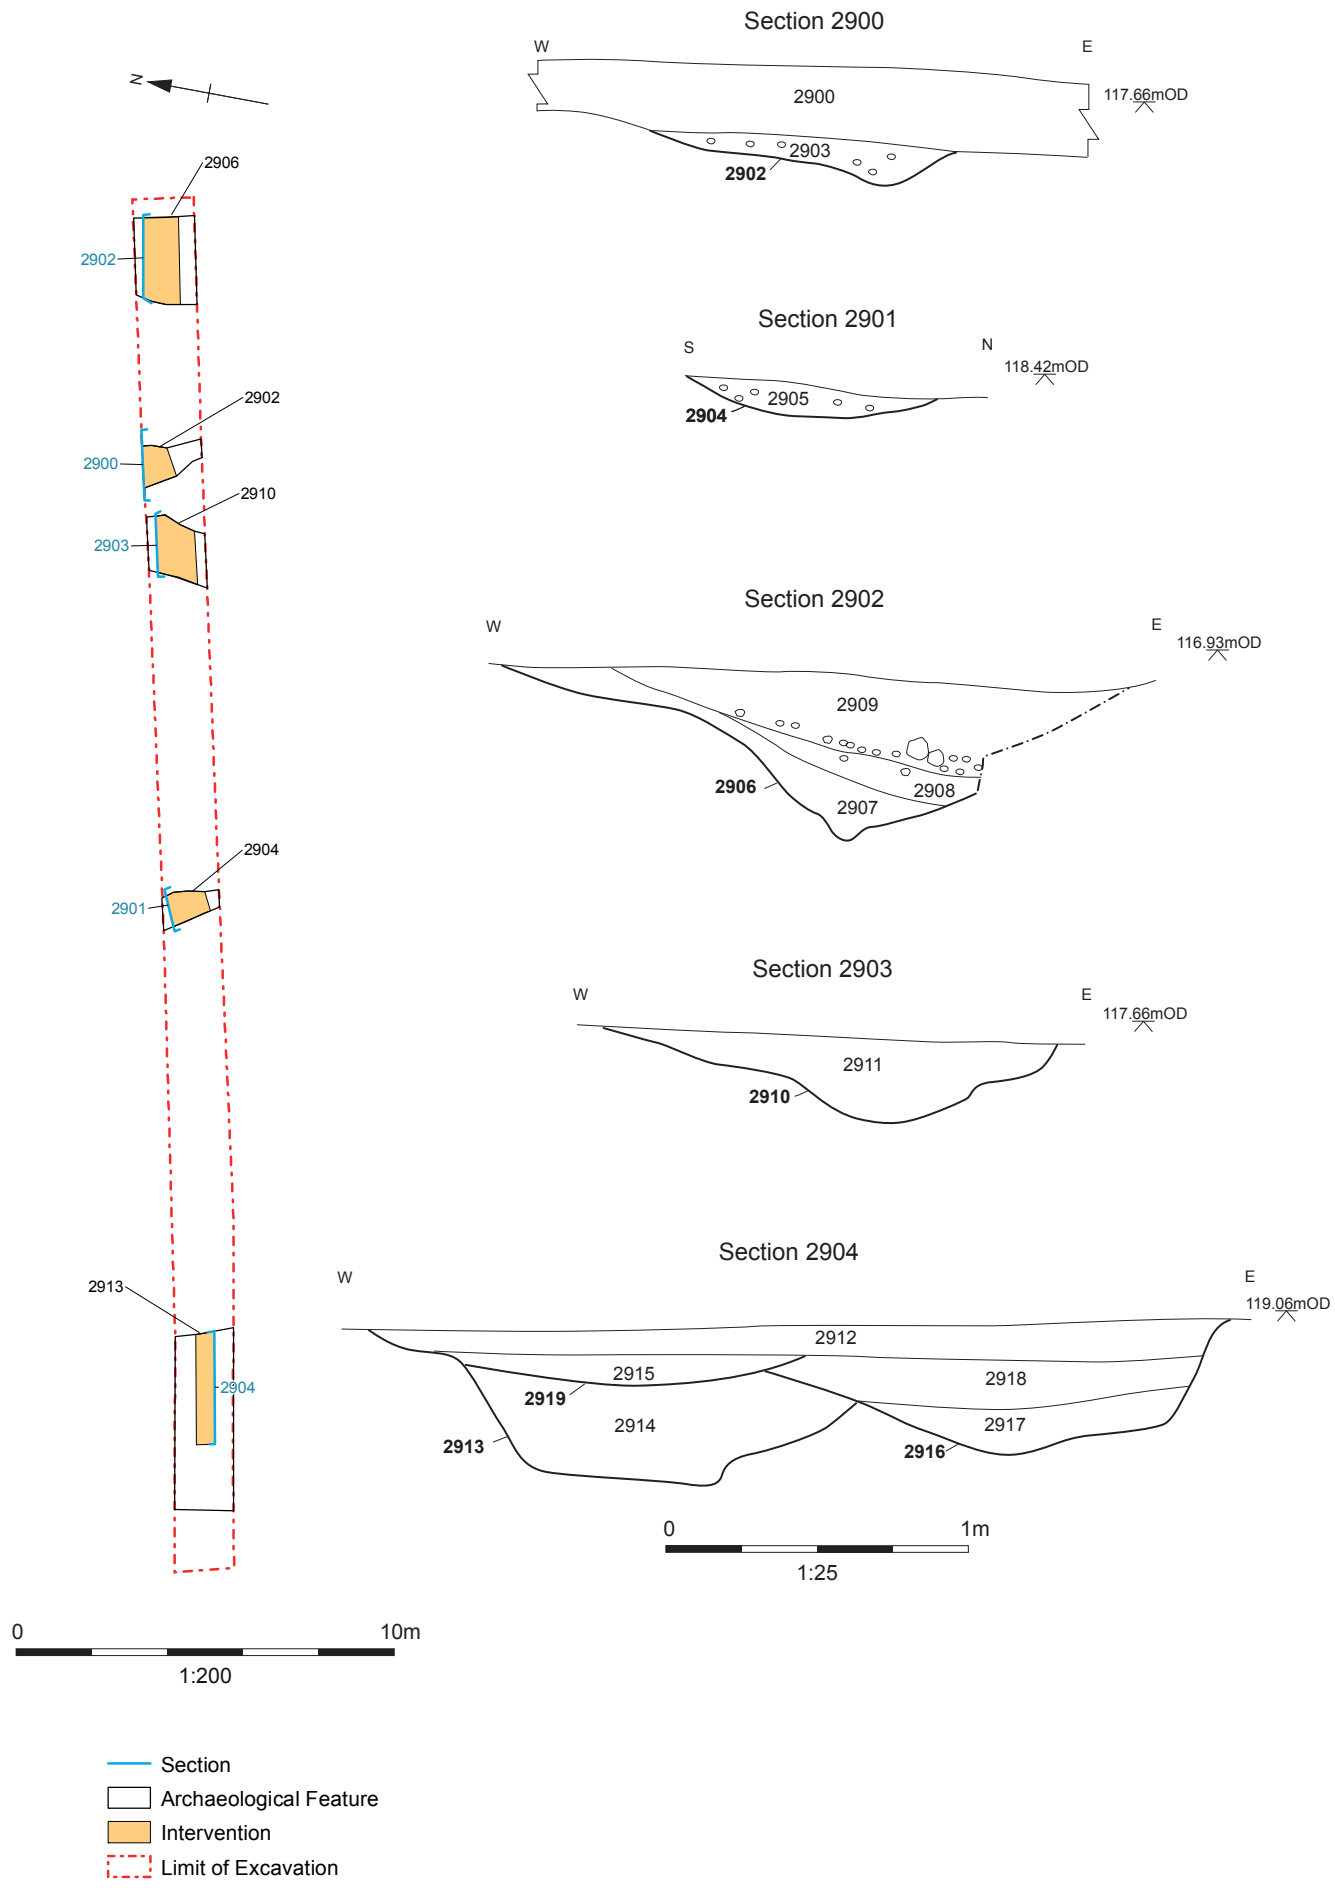 N
2906
2902
2902
2900
2910
2903
2904
2901
2913
2904
0 10m
1:200
Section
Archaeological Feature
Intervention
Limit of Excavation
Section 2900
W E
117.66mOD
2900
2903
2902
Section 2901
S N
118.42mOD
2905
2904
Section 2902
W E
116.93mOD
2909
2906
2908
2907
Section 2903
W E
117.66mOD
2911
2910
Section 2904
W E
119.06mOD
2912
2915
2918
2919
2914
2917
2913
2916
0 1m
1:25